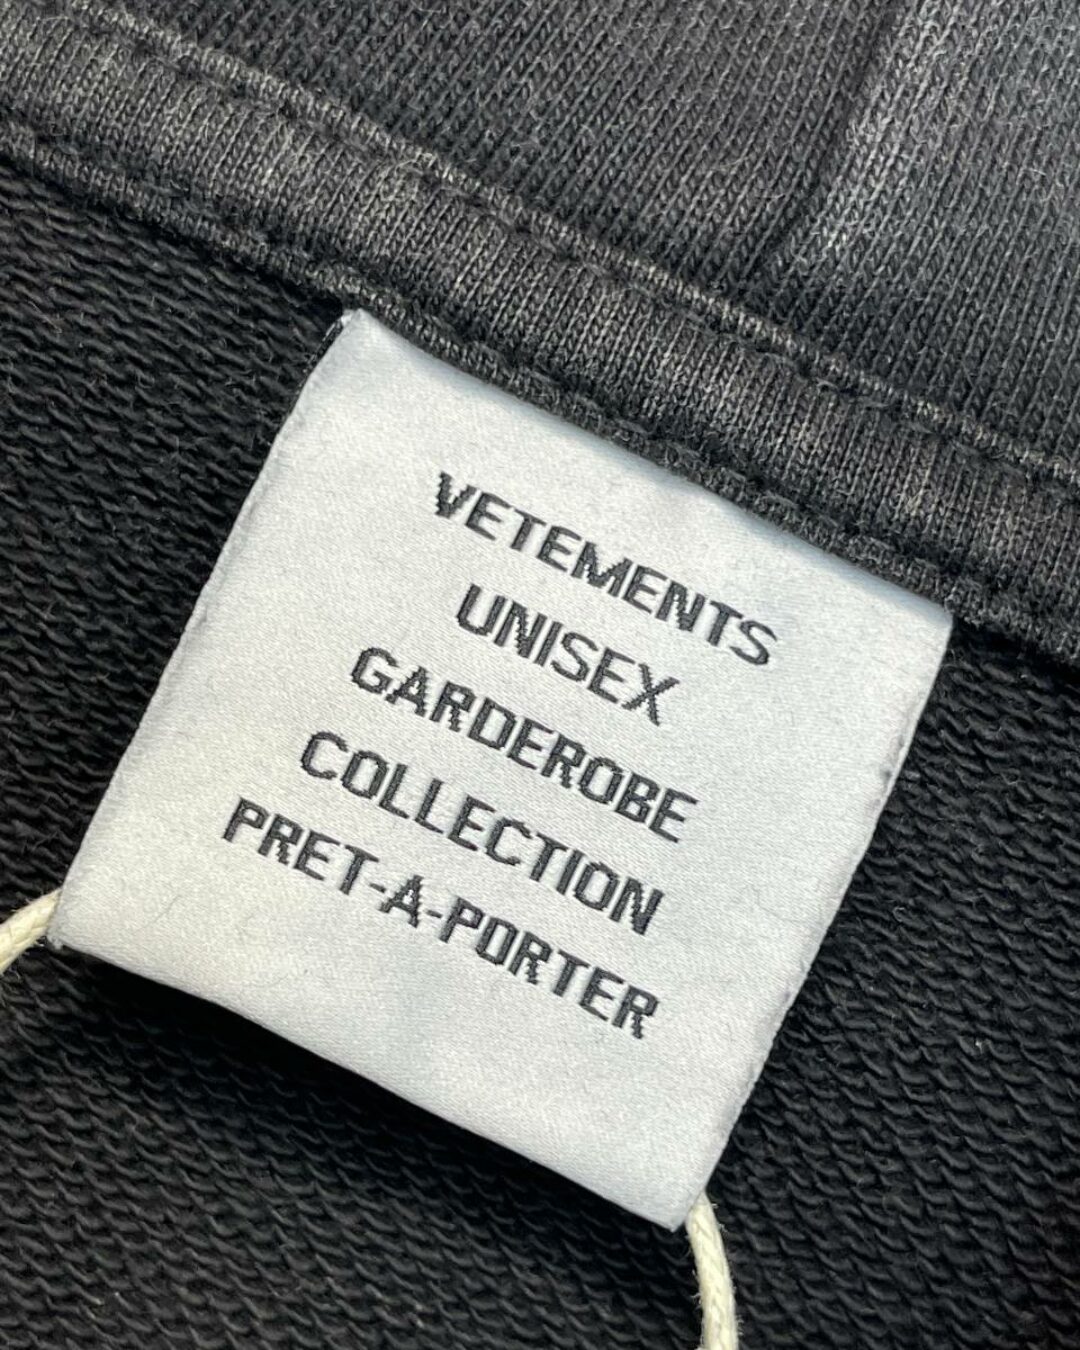 VETEMENTS
UNISEX
GARDEROBE
COLLECTION
PRET-A-PORTER